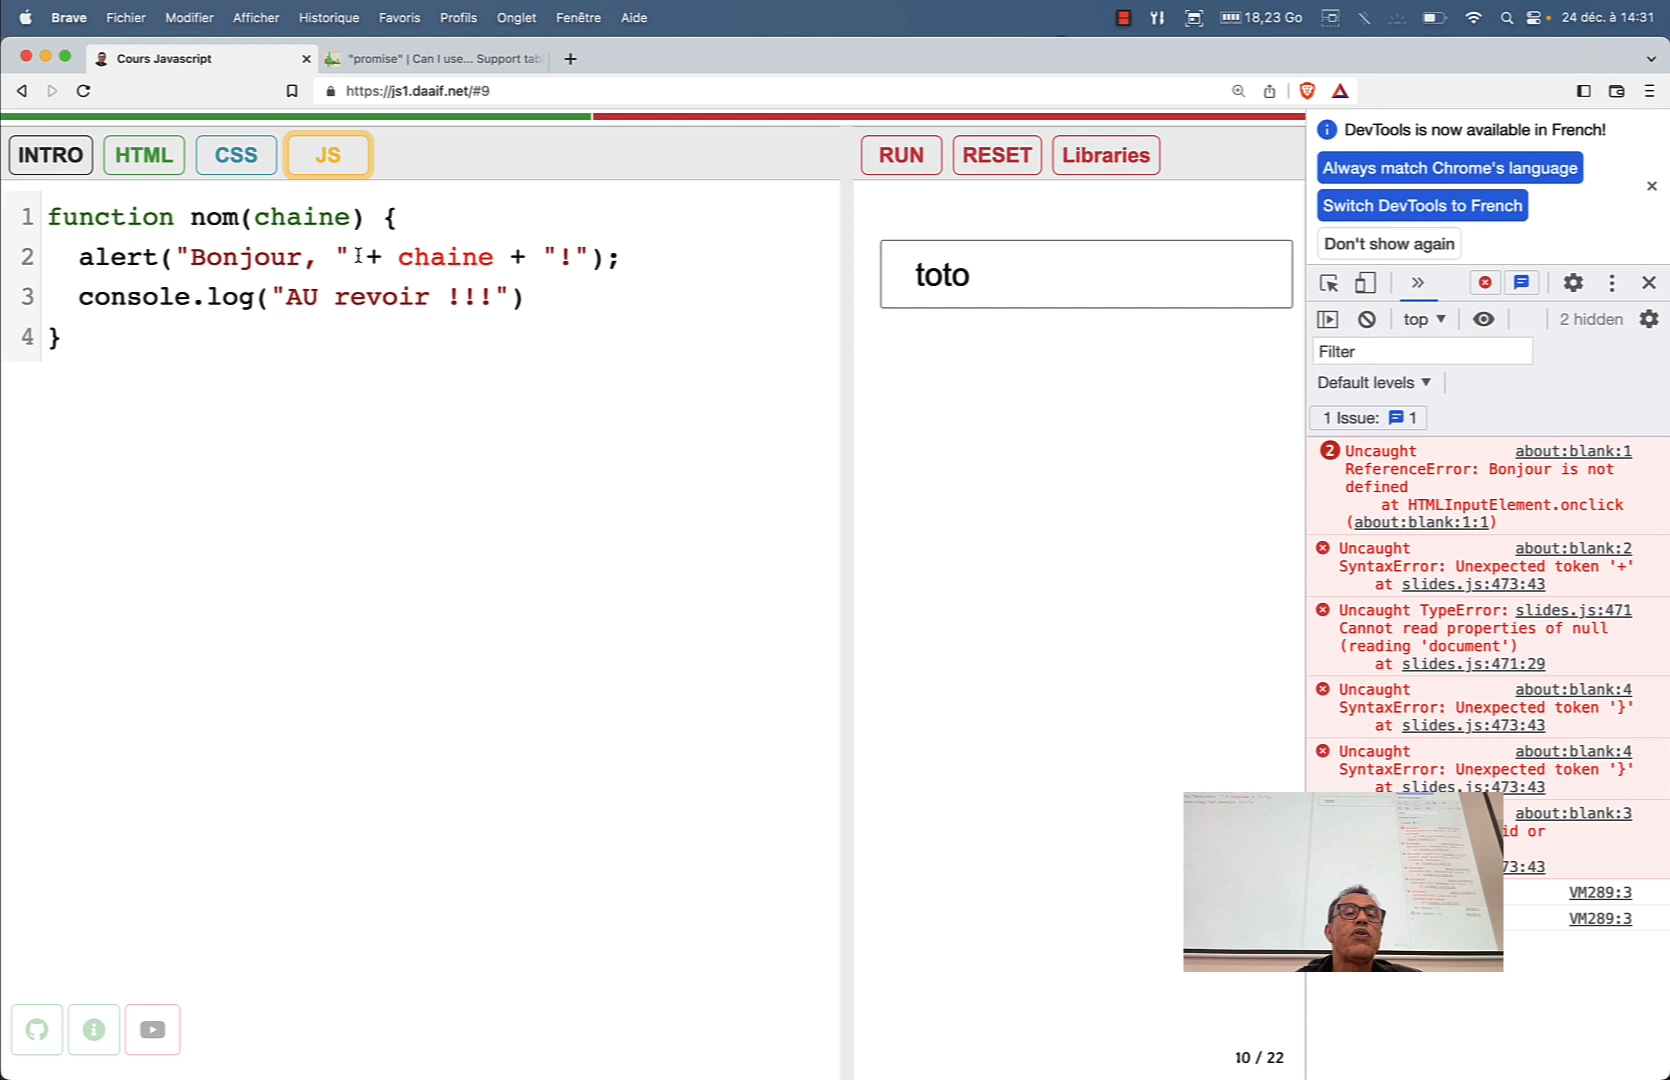 Brave Fichier Modifier Afficher Historique Favoris Profils Onglet Fenêtre Aide 18,23 Go 24 déc. à 14:31
Cours Javascript "promise" | Can I use... Support tab
https://js1.daaif.net/#9
INTRO HTML CSS JS RUN RESET Libraries
1 function nom(chaine) {
2 alert("Bonjour, "+ chaine + "!");
3 console.log("AU revoir !!!")
4 }
toto
10 / 22
DevTools is now available in French!
Always match Chrome's language
Switch DevTools to French
Don't show again
top 2 hidden
Filter
Default levels
1 Issue: 1
2 Uncaught about:blank:1
ReferenceError: Bonjour is not
defined
at HTMLInputElement.onclick
(about:blank:1:1)
Uncaught about:blank:2
SyntaxError: Unexpected token '+'
at slides.js:473:43
Uncaught TypeError: slides.js:471
Cannot read properties of null
(reading 'document')
at slides.js:471:29
Uncaught about:blank:4
SyntaxError: Unexpected token '}'
at slides.js:473:43
Uncaught about:blank:4
SyntaxError: Unexpected token '}'
at slides.js:473:43
about:blank:3
id or
73:43
VM289:3
VM289:3